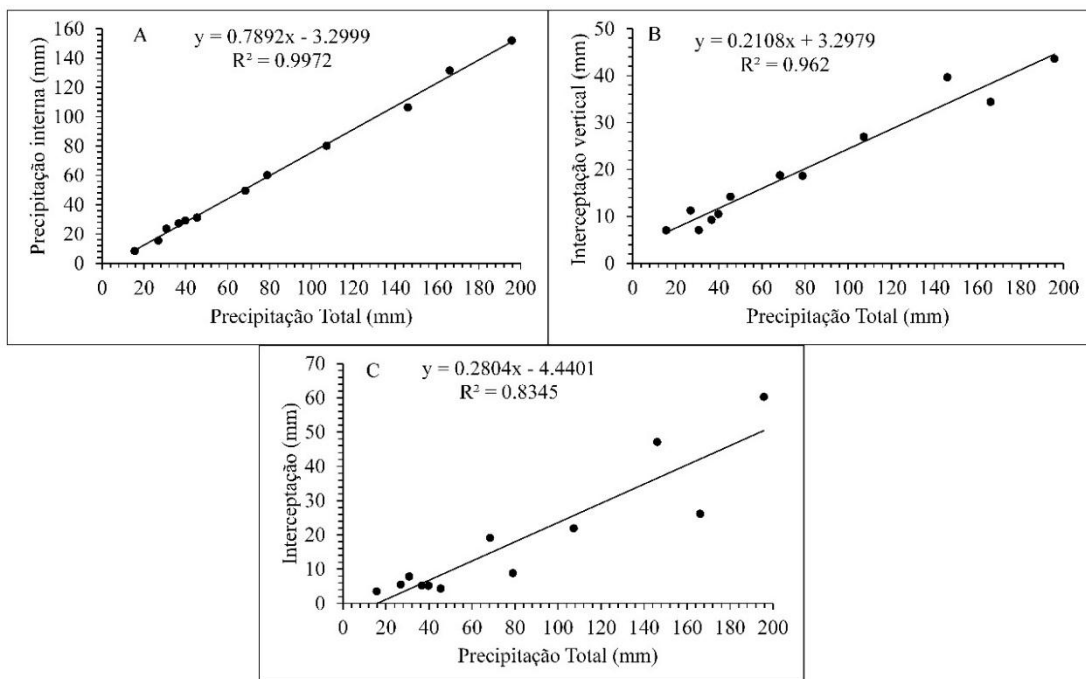 A
y = 0.7892x - 3.2999
R² = 0.9972
Precipitação interna (mm)
160
140
120
100
80
60
40
20
0
0 20 40 60 80 100 120 140 160 180 200
Precipitação Total (mm)
B
y = 0.2108x + 3.2979
R² = 0.962
Interceptação vertical (mm)
50
40
30
20
10
0
0 20 40 60 80 100 120 140 160 180 200
Precipitação Total (mm)
C
y = 0.2804x - 4.4401
R² = 0.8345
Interceptação (mm)
70
60
50
40
30
20
10
0
0 20 40 60 80 100 120 140 160 180 200
Precipitação Total (mm)